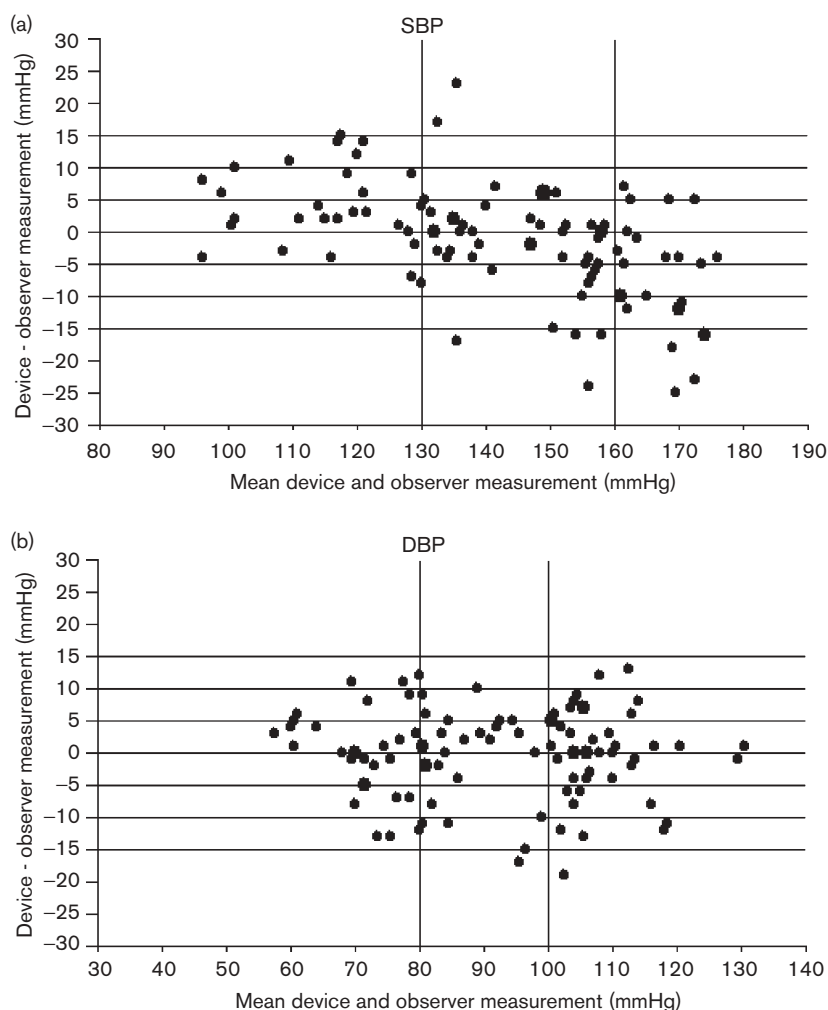 (a)
SBP
Device - observer measurement (mmHg)
30
25
20
15
10
5
0
−5
−10
−15
−20
−25
−30
80 90 100 110 120 130 140 150 160 170 180 190
Mean device and observer measurement (mmHg)
(b)
DBP
Device - observer measurement (mmHg)
30
25
20
15
10
5
0
−5
−10
−15
−20
−25
−30
30 40 50 60 70 80 90 100 110 120 130 140
Mean device and observer measurement (mmHg)